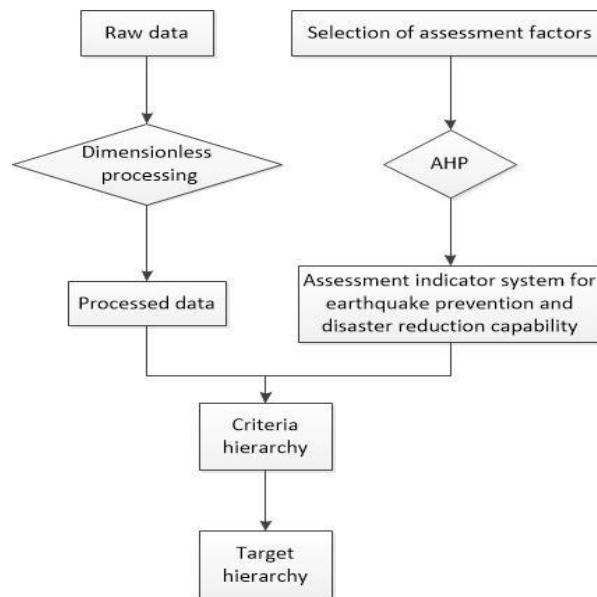 Raw data
Selection of assessment factors
Dimensionless
processing
AHP
Processed data
Assessment indicator system for
earthquake prevention and
disaster reduction capability
Criteria
hierarchy
Target
hierarchy